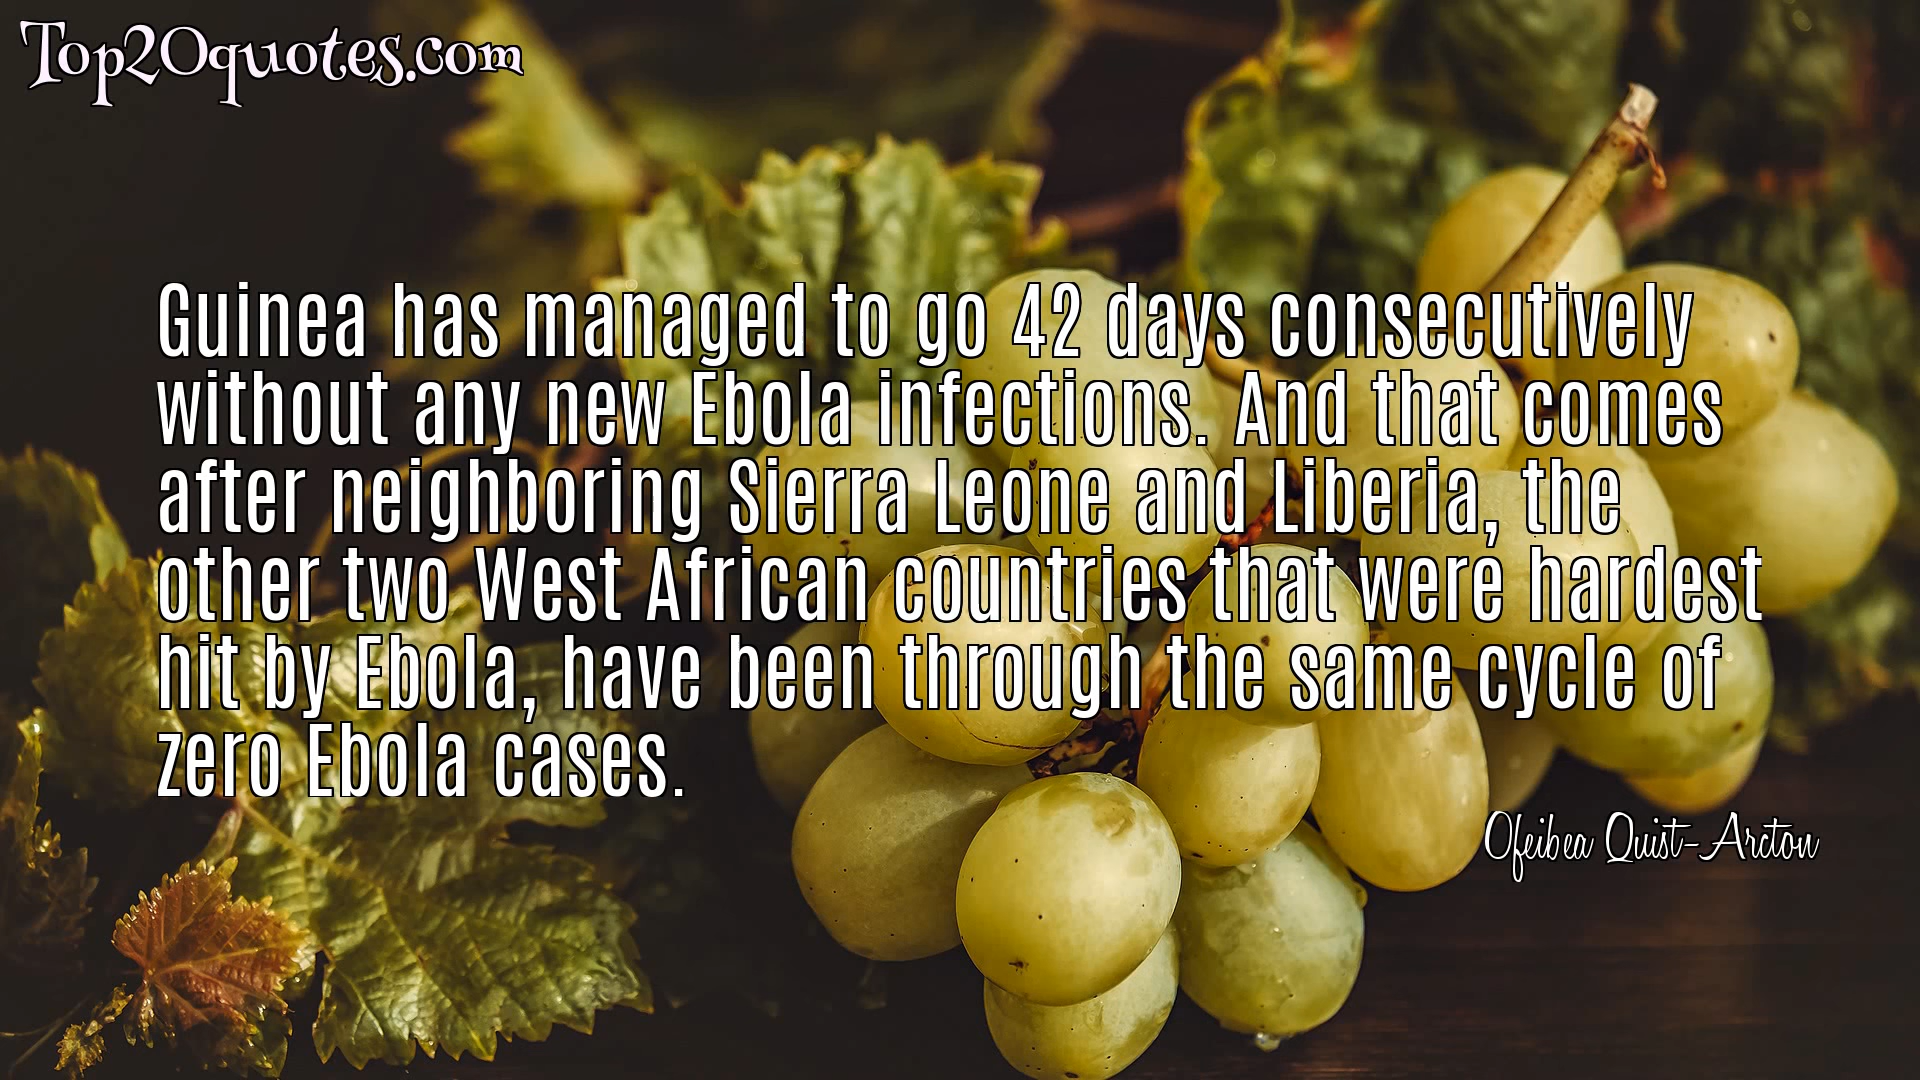 Top20quotes.com
Guinea has managed to go 42 days consecutively
without any new Ebola infections. And that comes
after neighboring Sierra Leone and Liberia, the
other two West African countries that were hardest
hit by Ebola, have been through the same cycle of
zero Ebola cases.
Ofeibea Quist-Arcton